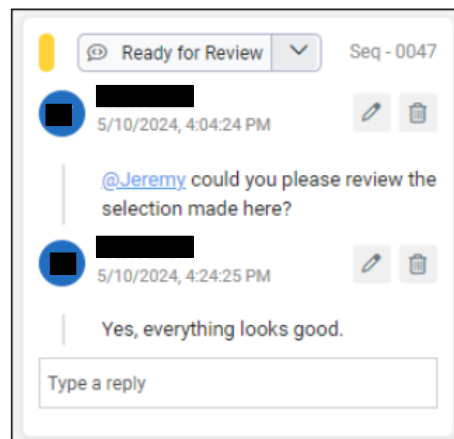 Ready for Review
Seq - 0047
5/10/2024, 4:04:24 PM
@Jeremy could you please review the
selection made here?
5/10/2024, 4:24:25 PM
Yes, everything looks good.
Type a reply